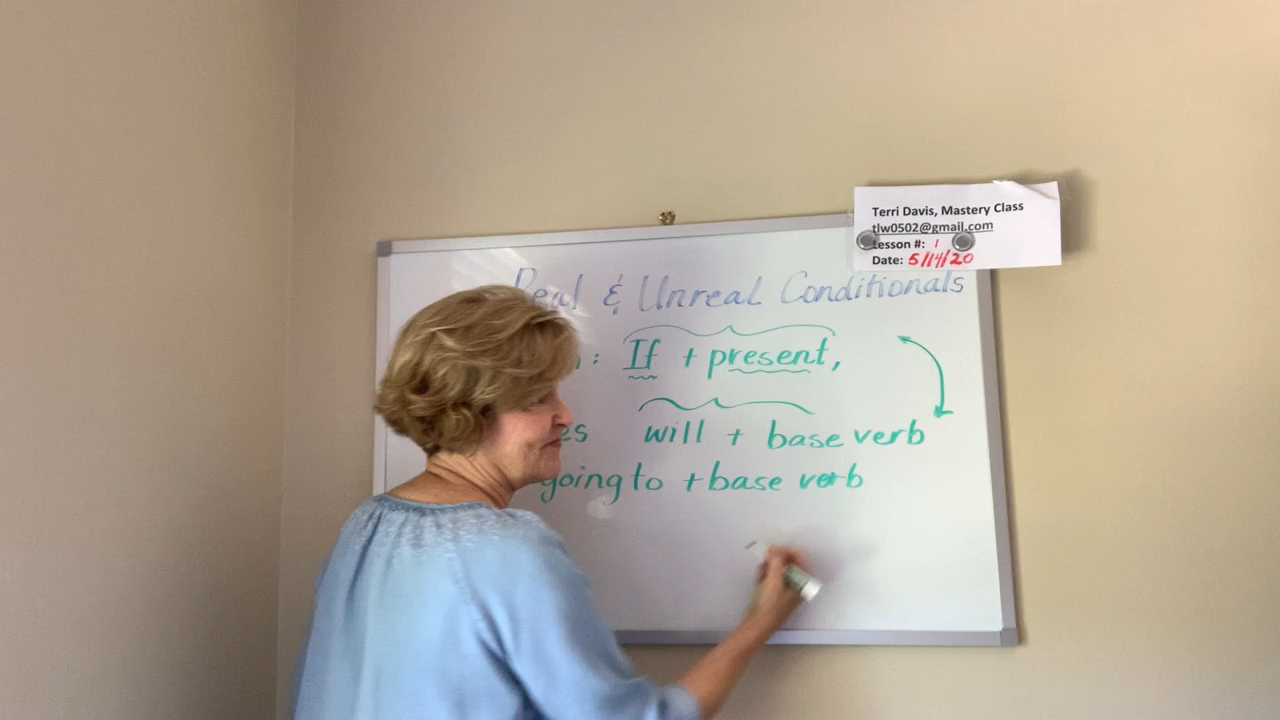 Terri Davis, Mastery Class
tlw0502@gmail.com
Lesson #: 1
Date: 5/14/20
Real & Unreal Conditionals
: If + present,
will + base verb
going to + base verb